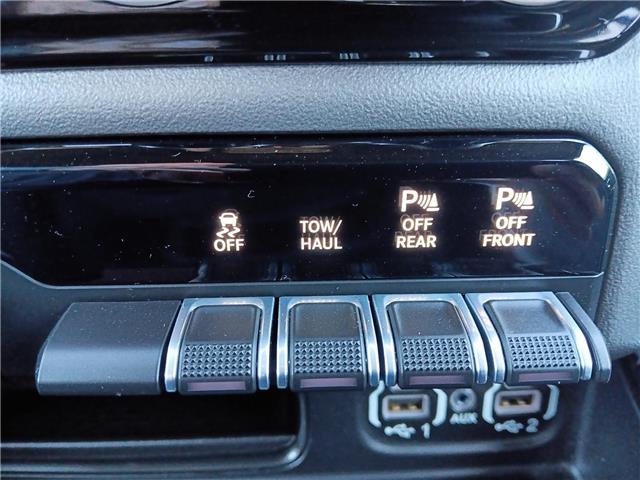 OFF
TOW/
HAUL
P
OFF
REAR
P
OFF
FRONT
1
AUX
2